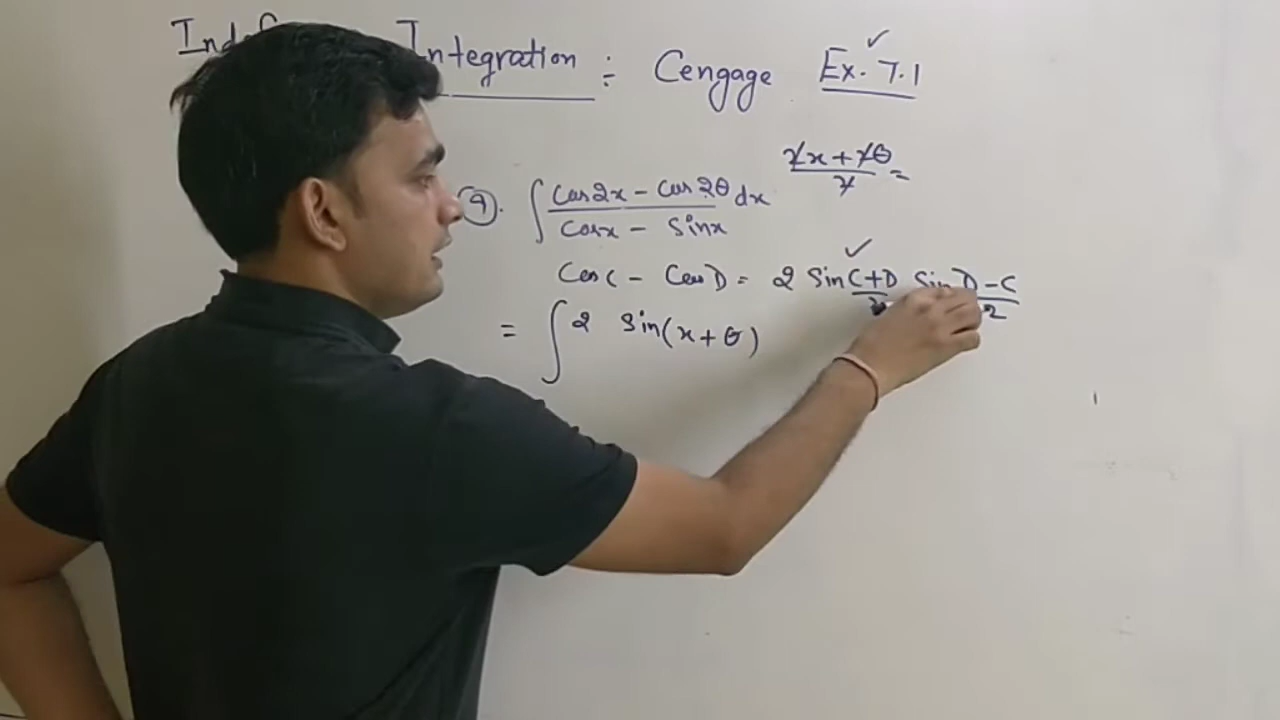 Integration : Cengage Ex. 7.1
2x + 2θ / 2 =
9. ∫ cos2x - cos2θ / cosx - sinx dx
cosC - cosD = 2 sin C+D / 2 sin D-C / 2
= ∫ 2 sin(x+θ)